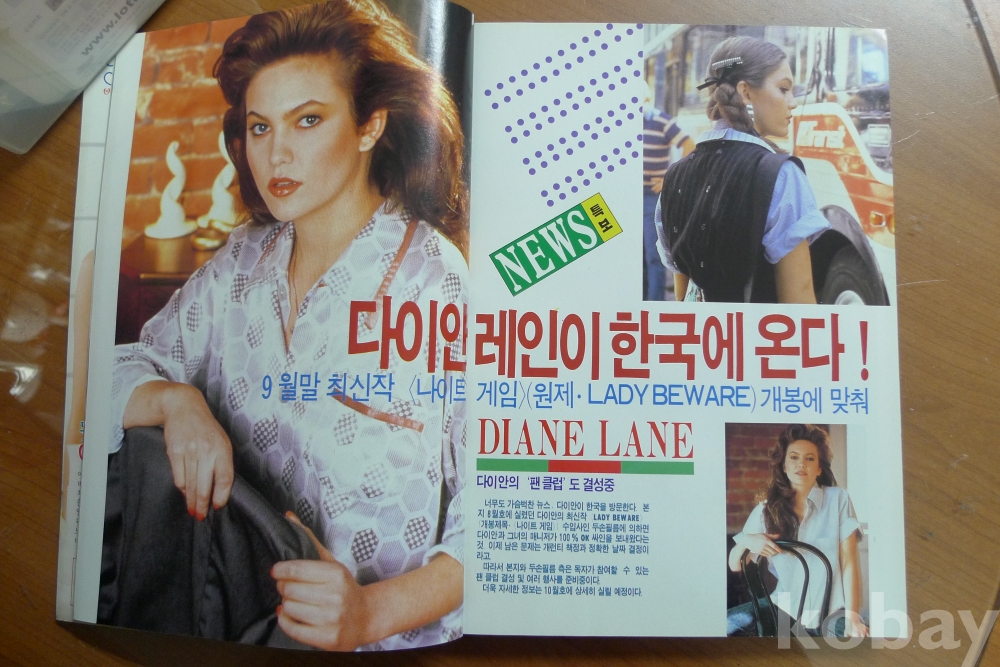 www.lot
NEWS 특보
다이안 레인이 한국에 온다!
9월말 최신작 〈나이트 게임〉(원제·LADY BEWARE) 개봉에 맞춰
DIANE LANE
다이안의 '팬 클럽'도 결성중
너무도 가슴벅찬 뉴스. 다이안이 한국을 방문한다. 본
지 8월호에 실렸던 다이안의 최신작 LADY BEWARE
(개봉제목·나이트 게임) 수입사인 두손필름에 의하면
다이안과 그녀의 매니저가 100% OK 싸인을 보내왔다는
것. 이제 남은 문제는 개런티 책정과 정확한 날짜 결정이
라고.
따라서 본지와 두손필름 측은 독자가 참여할 수 있는
팬 클럽 결성 및 여러 행사를 준비중이다.
더욱 자세한 정보는 10월호에 상세히 실릴 예정이다.
kobay